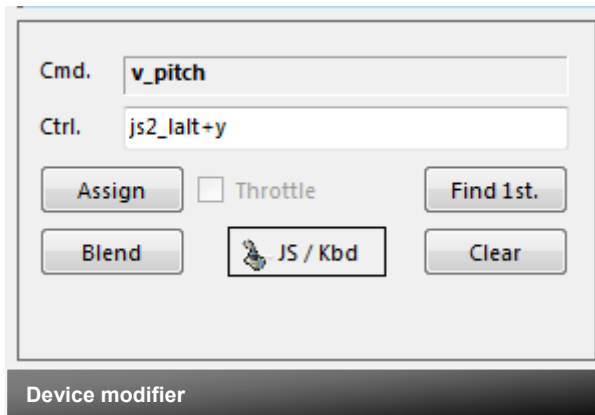 Cmd. v_pitch
Ctrl. js2_lalt+y
Assign Throttle Find 1st.
Blend JS / Kbd Clear
Device modifier